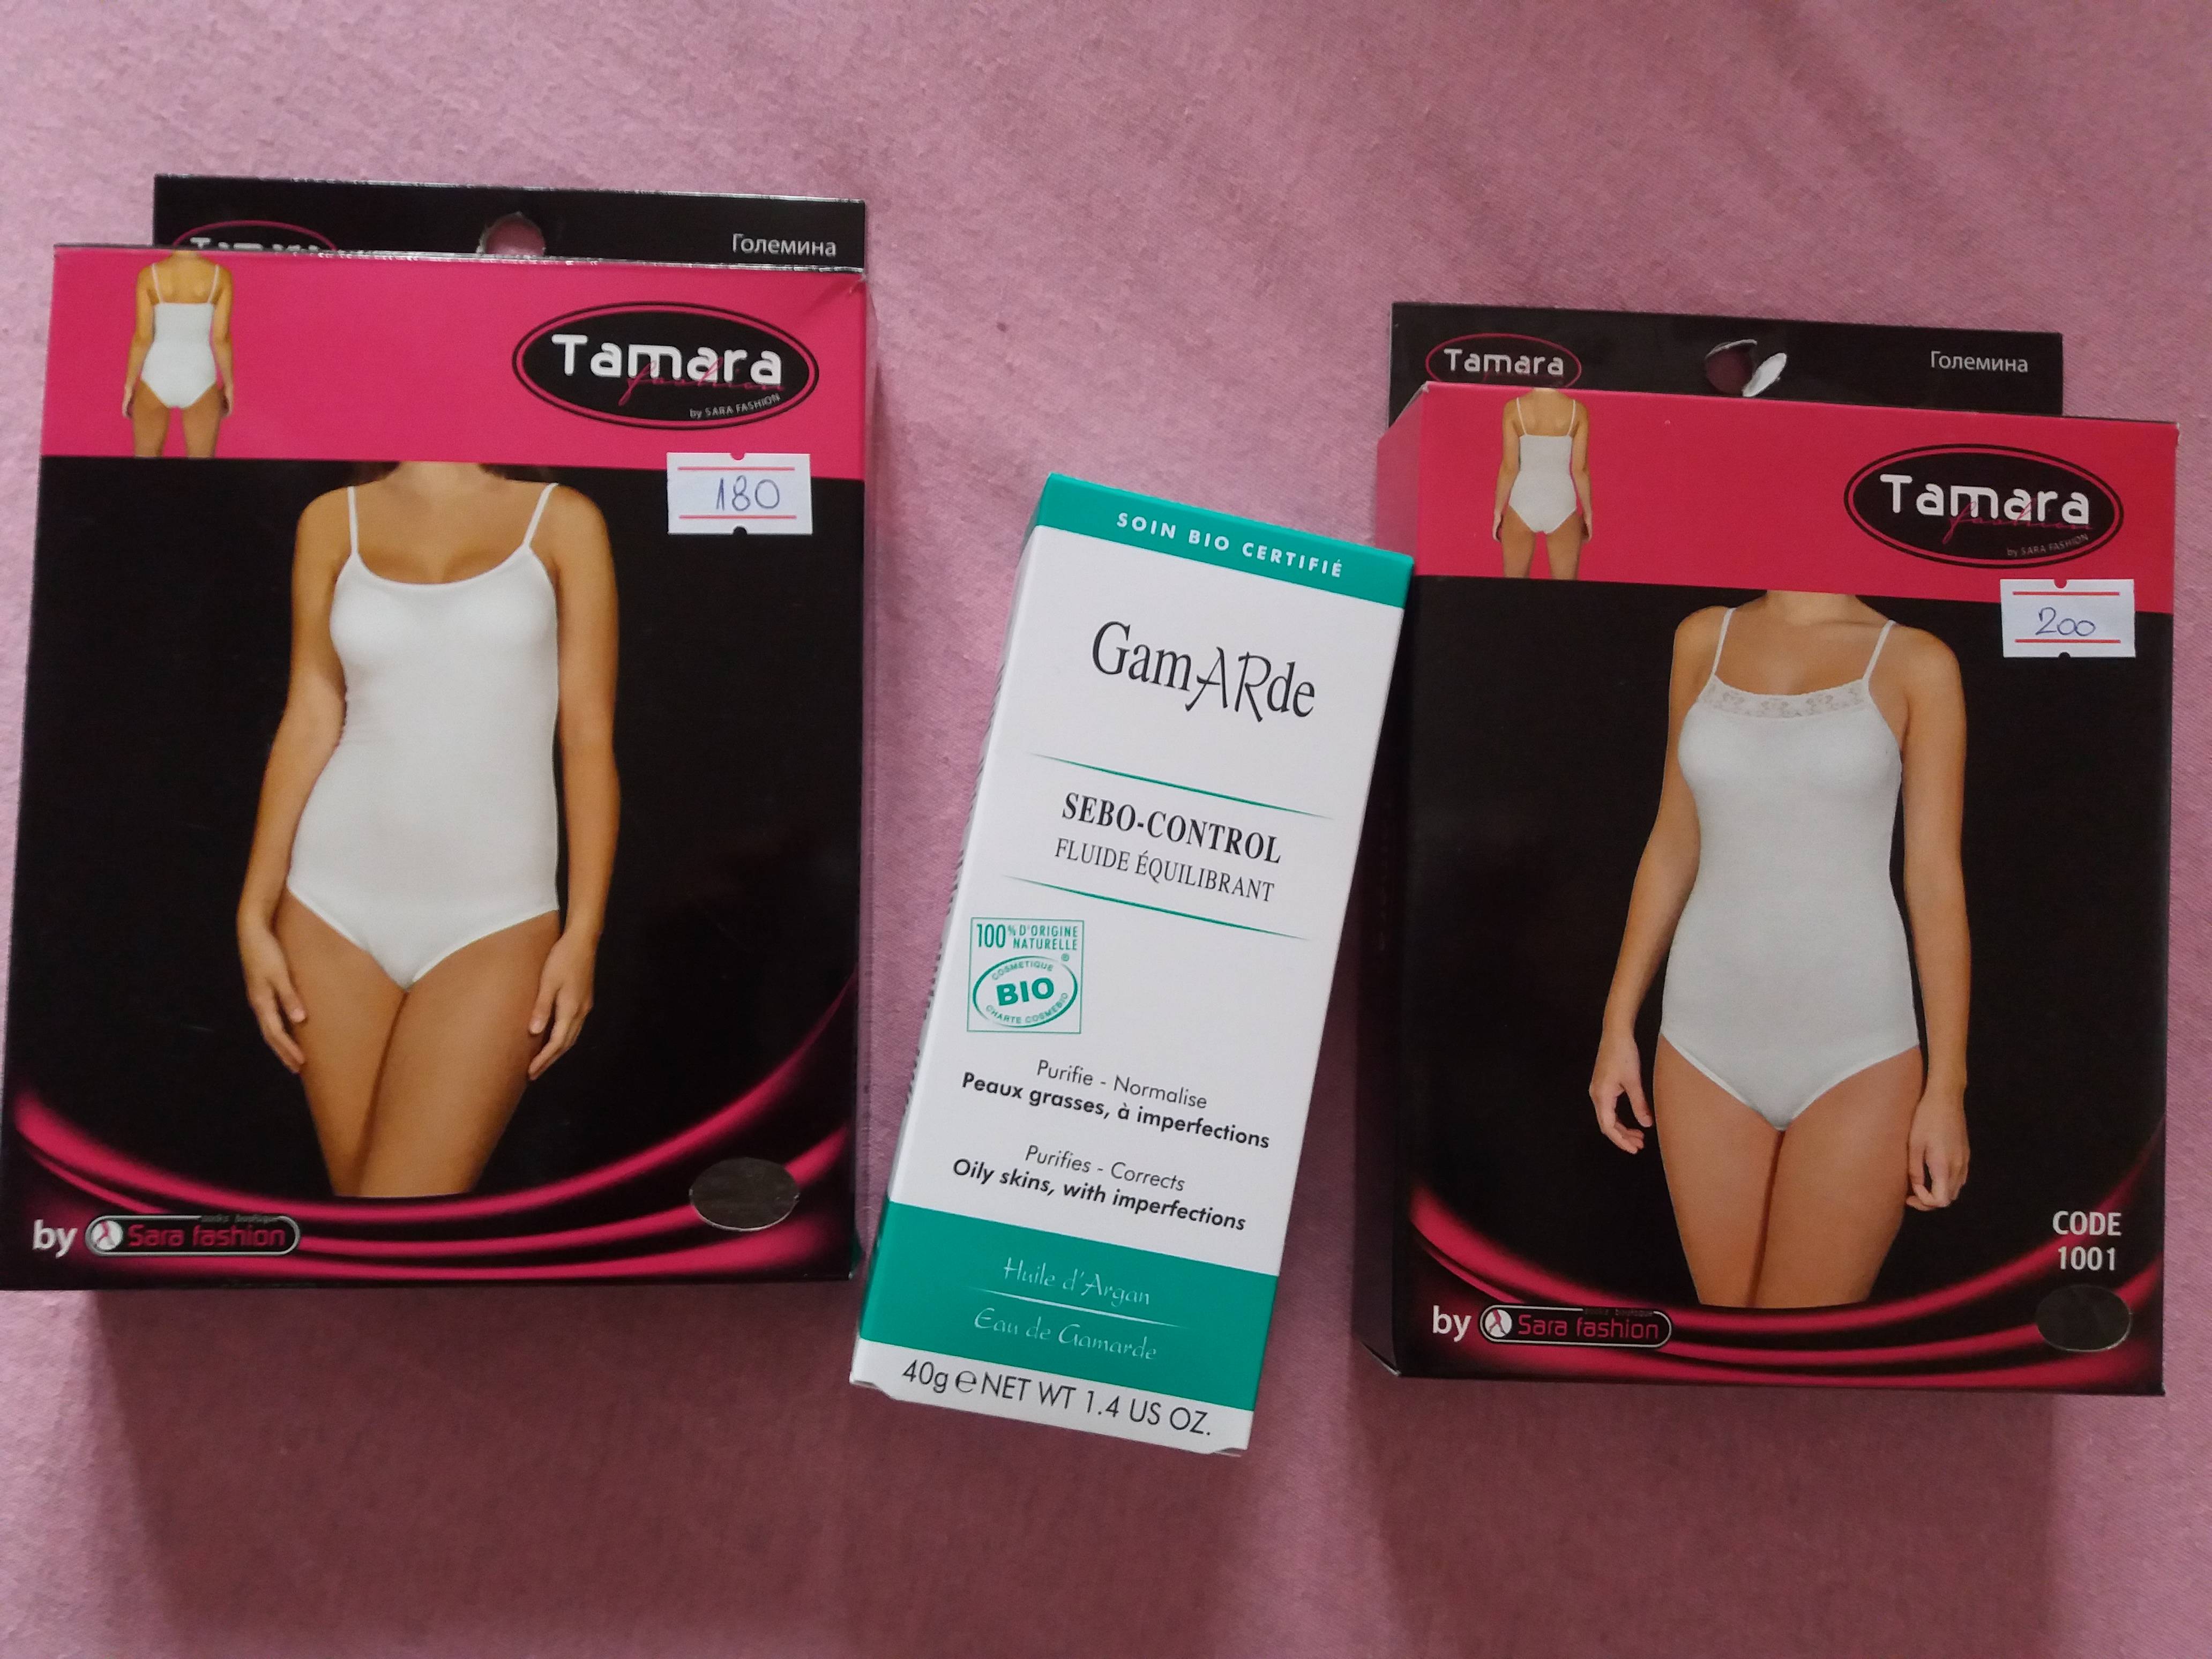 Големина
Tamara
fashion
by SARA FASHION
180
by
Sara fashion
SOIN BIO CERTIFIÉ
GamARde
SEBO-CONTROL
FLUIDE ÉQUILIBRANT
100% D'ORIGINE
NATURELLE
COSMETIQUE
BIO
CHARTE COSMEBIO
Purifie - Normalise
Peaux grasses, à imperfections
Purifies - Corrects
Oily skins, with imperfections
Huile d'Argan
Eau de Gamarde
40g e NET WT 1.4 US OZ.
Tamara
Големина
Tamara
fashion
by SARA FASHION
200
CODE
1001
by
Sara fashion